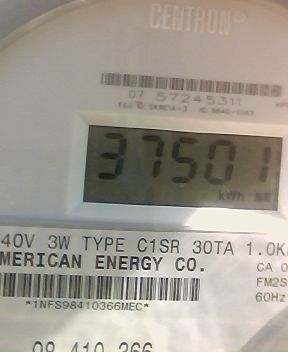 CENTRON
07 57245311
37501
kWh
40V 3W TYPE C1SR 30TA 1.0K
MERICAN ENERGY CO.
CA 0
FM2S
60Hz
*1NFS98410366MEC*
98 410 366